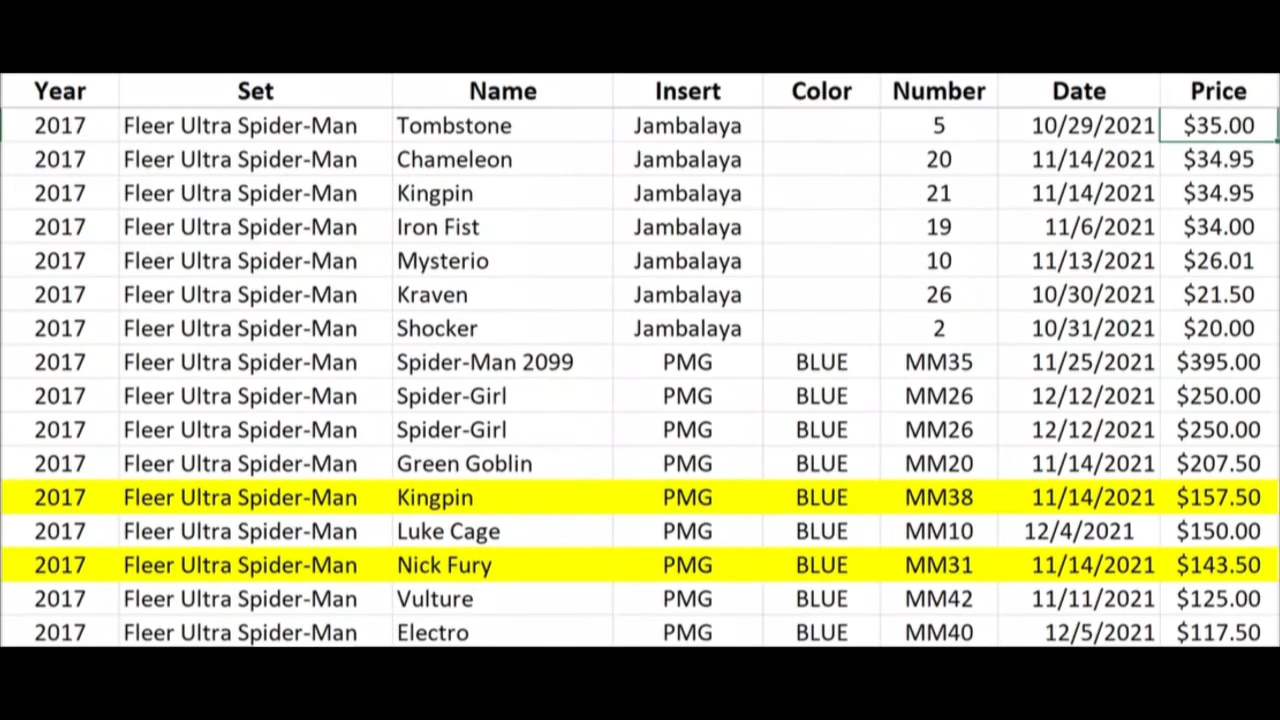 Year Set Name Insert Color Number Date Price
2017 Fleer Ultra Spider-Man Tombstone Jambalaya 5 10/29/2021 $35.00
2017 Fleer Ultra Spider-Man Chameleon Jambalaya 20 11/14/2021 $34.95
2017 Fleer Ultra Spider-Man Kingpin Jambalaya 21 11/14/2021 $34.95
2017 Fleer Ultra Spider-Man Iron Fist Jambalaya 19 11/6/2021 $34.00
2017 Fleer Ultra Spider-Man Mysterio Jambalaya 10 11/13/2021 $26.01
2017 Fleer Ultra Spider-Man Kraven Jambalaya 26 10/30/2021 $21.50
2017 Fleer Ultra Spider-Man Shocker Jambalaya 2 10/31/2021 $20.00
2017 Fleer Ultra Spider-Man Spider-Man 2099 PMG BLUE MM35 11/25/2021 $395.00
2017 Fleer Ultra Spider-Man Spider-Girl PMG BLUE MM26 12/12/2021 $250.00
2017 Fleer Ultra Spider-Man Spider-Girl PMG BLUE MM26 12/12/2021 $250.00
2017 Fleer Ultra Spider-Man Green Goblin PMG BLUE MM20 11/14/2021 $207.50
2017 Fleer Ultra Spider-Man Kingpin PMG BLUE MM38 11/14/2021 $157.50
2017 Fleer Ultra Spider-Man Luke Cage PMG BLUE MM10 12/4/2021 $150.00
2017 Fleer Ultra Spider-Man Nick Fury PMG BLUE MM31 11/14/2021 $143.50
2017 Fleer Ultra Spider-Man Vulture PMG BLUE MM42 11/11/2021 $125.00
2017 Fleer Ultra Spider-Man Electro PMG BLUE MM40 12/5/2021 $117.50